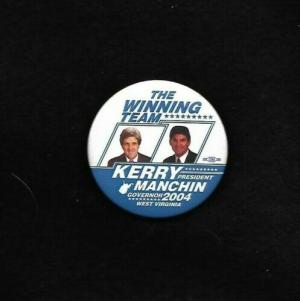 THE
WINNING
TEAM
KERRY
PRESIDENT
MANCHIN
GOVERNOR 2004
WEST VIRGINIA